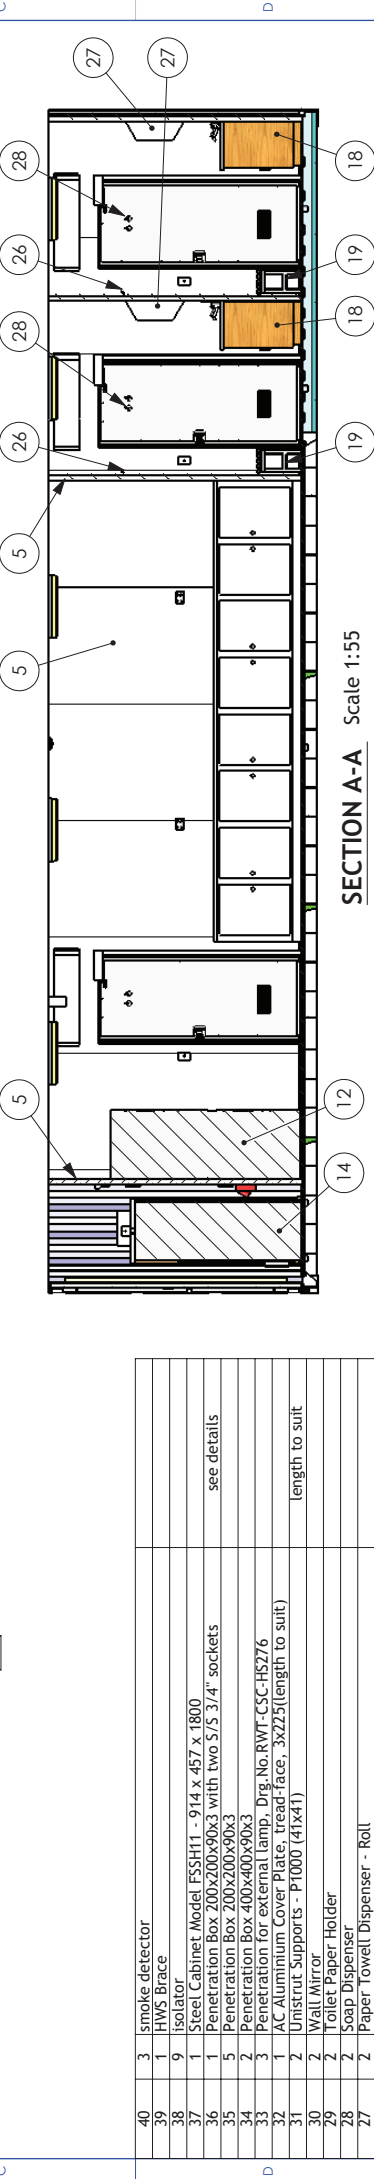 C
D
27
27
28
26
28
26
5
5
5
18
19
18
19
12
14
SECTION A-A Scale 1:55
40 3 smoke detector
39 1 HWS Brace
38 9 isolator
37 1 Steel Cabinet Model FSSH11 - 914 x 457 x 1800
36 1 Penetration Box 200x200x90x3 with two S/S 3/4" sockets see details
35 5 Penetration Box 200x200x90x3
34 2 Penetration Box 400x400x90x3
33 3 Penetration for external lamp, Drg.No.RWT-CSC-HS276
32 1 AC Aluminium Cover Plate, tread-face, 3x225(length to suit)
31 2 Unistrut Supports - P1000 (41x41) length to suit
30 2 Wall Mirror
29 2 Toilet Paper Holder
28 2 Soap Dispenser
27 2 Paper Towell Dispenser - Roll
C
D